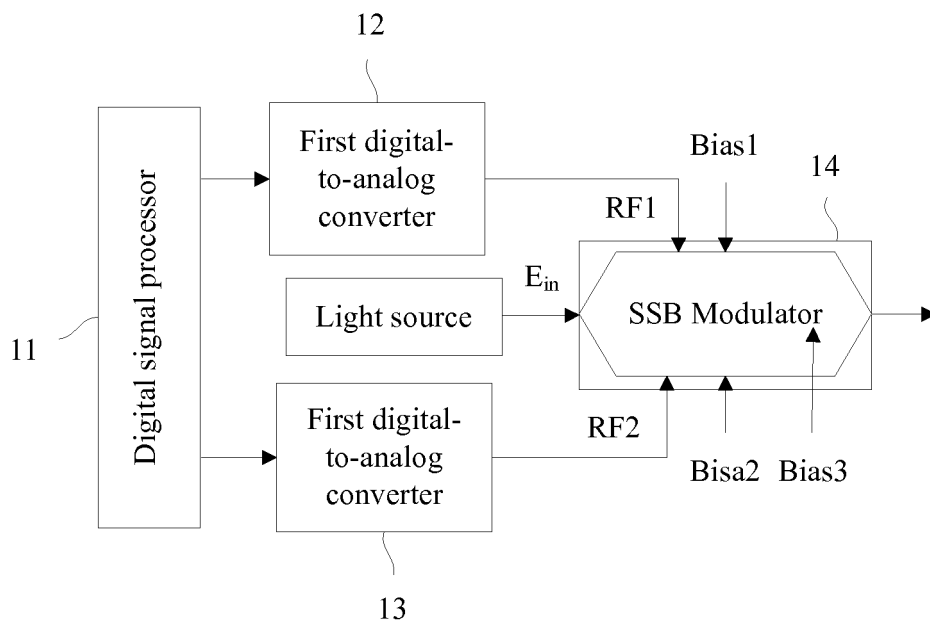 12
First digital-
to-analog
converter
Bias1
14
RF1
Digital signal processor
E_in
Light source
SSB Modulator
11
First digital-
to-analog
converter
RF2
Bisa2
Bias3
13